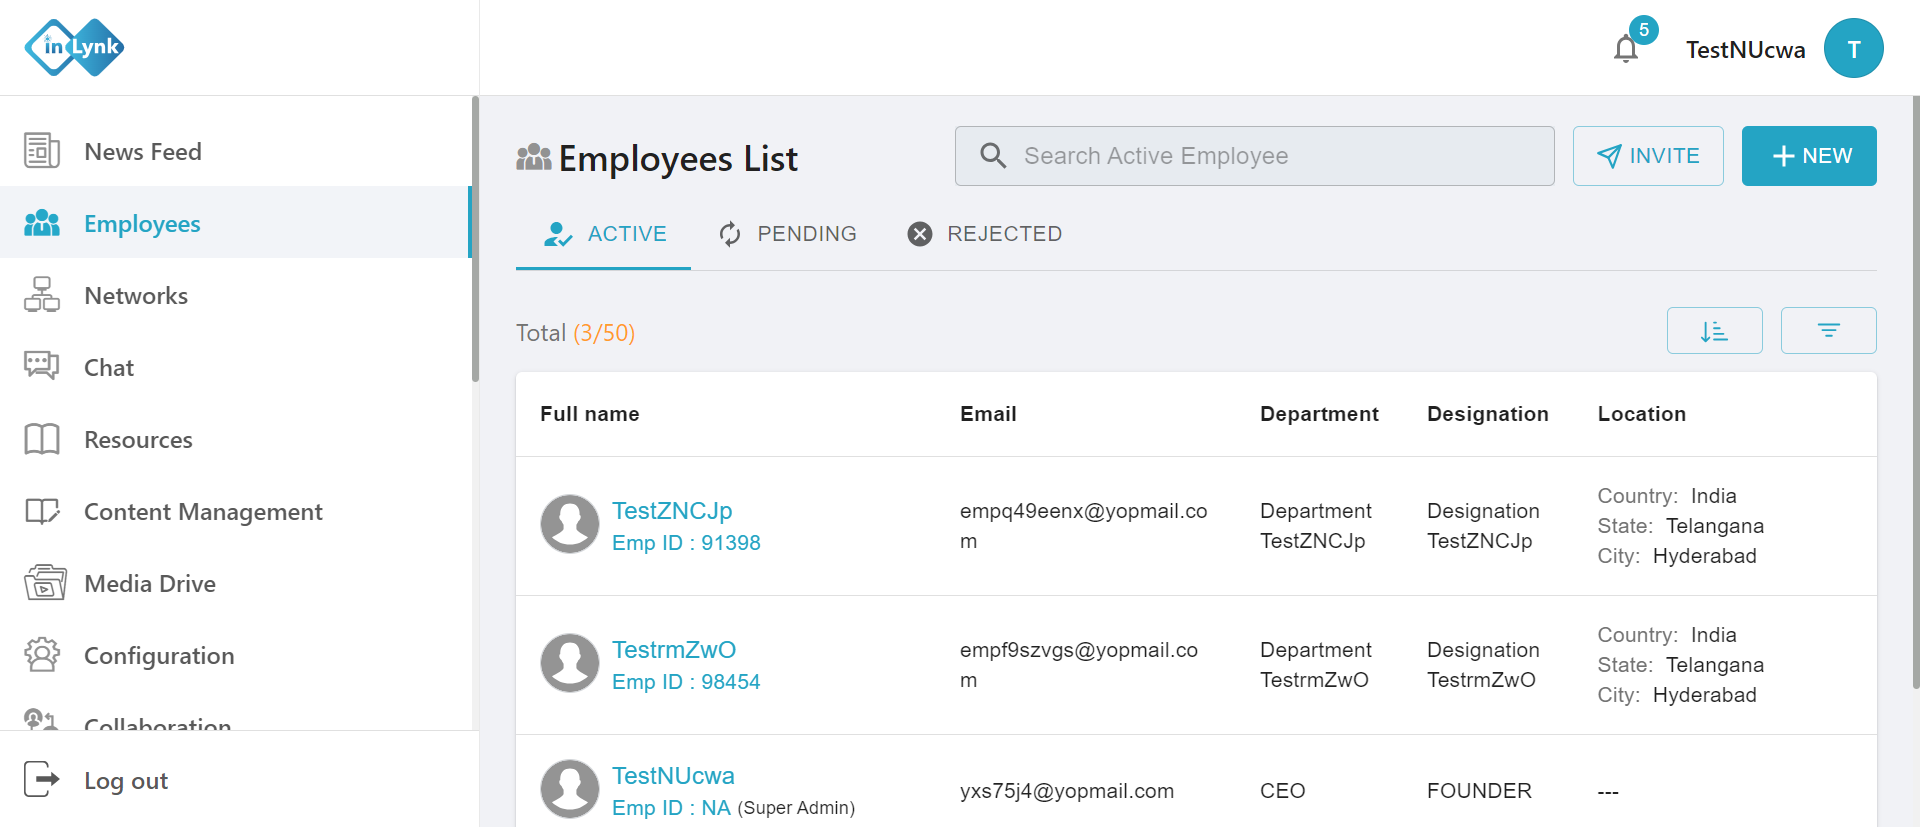 in Lynk
5
TestNUcwa
T
News Feed
Employees
Networks
Chat
Resources
Content Management
Media Drive
Configuration
Collaboration
Log out
Employees List
Search Active Employee
INVITE
NEW
ACTIVE
PENDING
REJECTED
Total (3/50)
Full name
Email
Department
Designation
Location
TestZNCJp
Emp ID : 91398
empq49eenx@yopmail.co
m
Department
TestZNCJp
Designation
TestZNCJp
Country: India
State: Telangana
City: Hyderabad
TestrmZwO
Emp ID : 98454
empf9szvgs@yopmail.co
m
Department
TestrmZwO
Designation
TestrmZwO
Country: India
State: Telangana
City: Hyderabad
TestNUcwa
Emp ID : NA (Super Admin)
yxs75j4@yopmail.com
CEO
FOUNDER
---